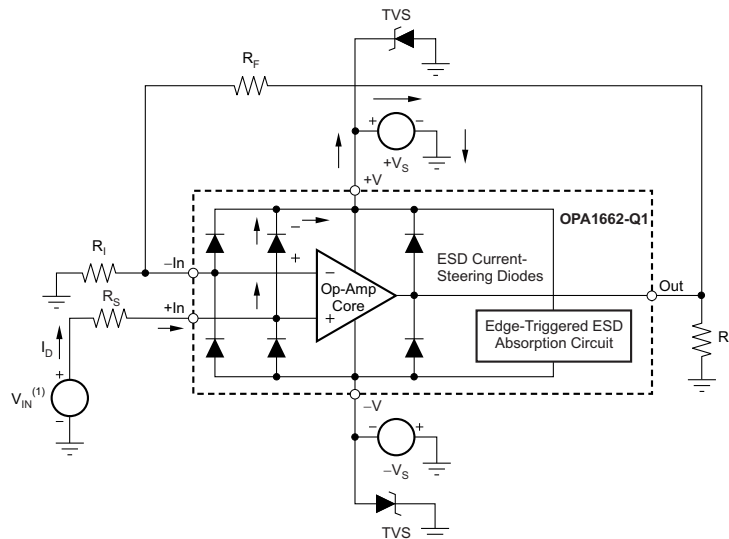 TVS
R_F
+ −
+V_S
+V
OPA1662-Q1
R_I
−In
−
+
−
Op-Amp
Core
+
ESD Current-
Steering Diodes
Out
R_S
+In
Edge-Triggered ESD
Absorption Circuit
R
I_D
+
V_IN^(1)
−
−V
− +
−V_S
TVS